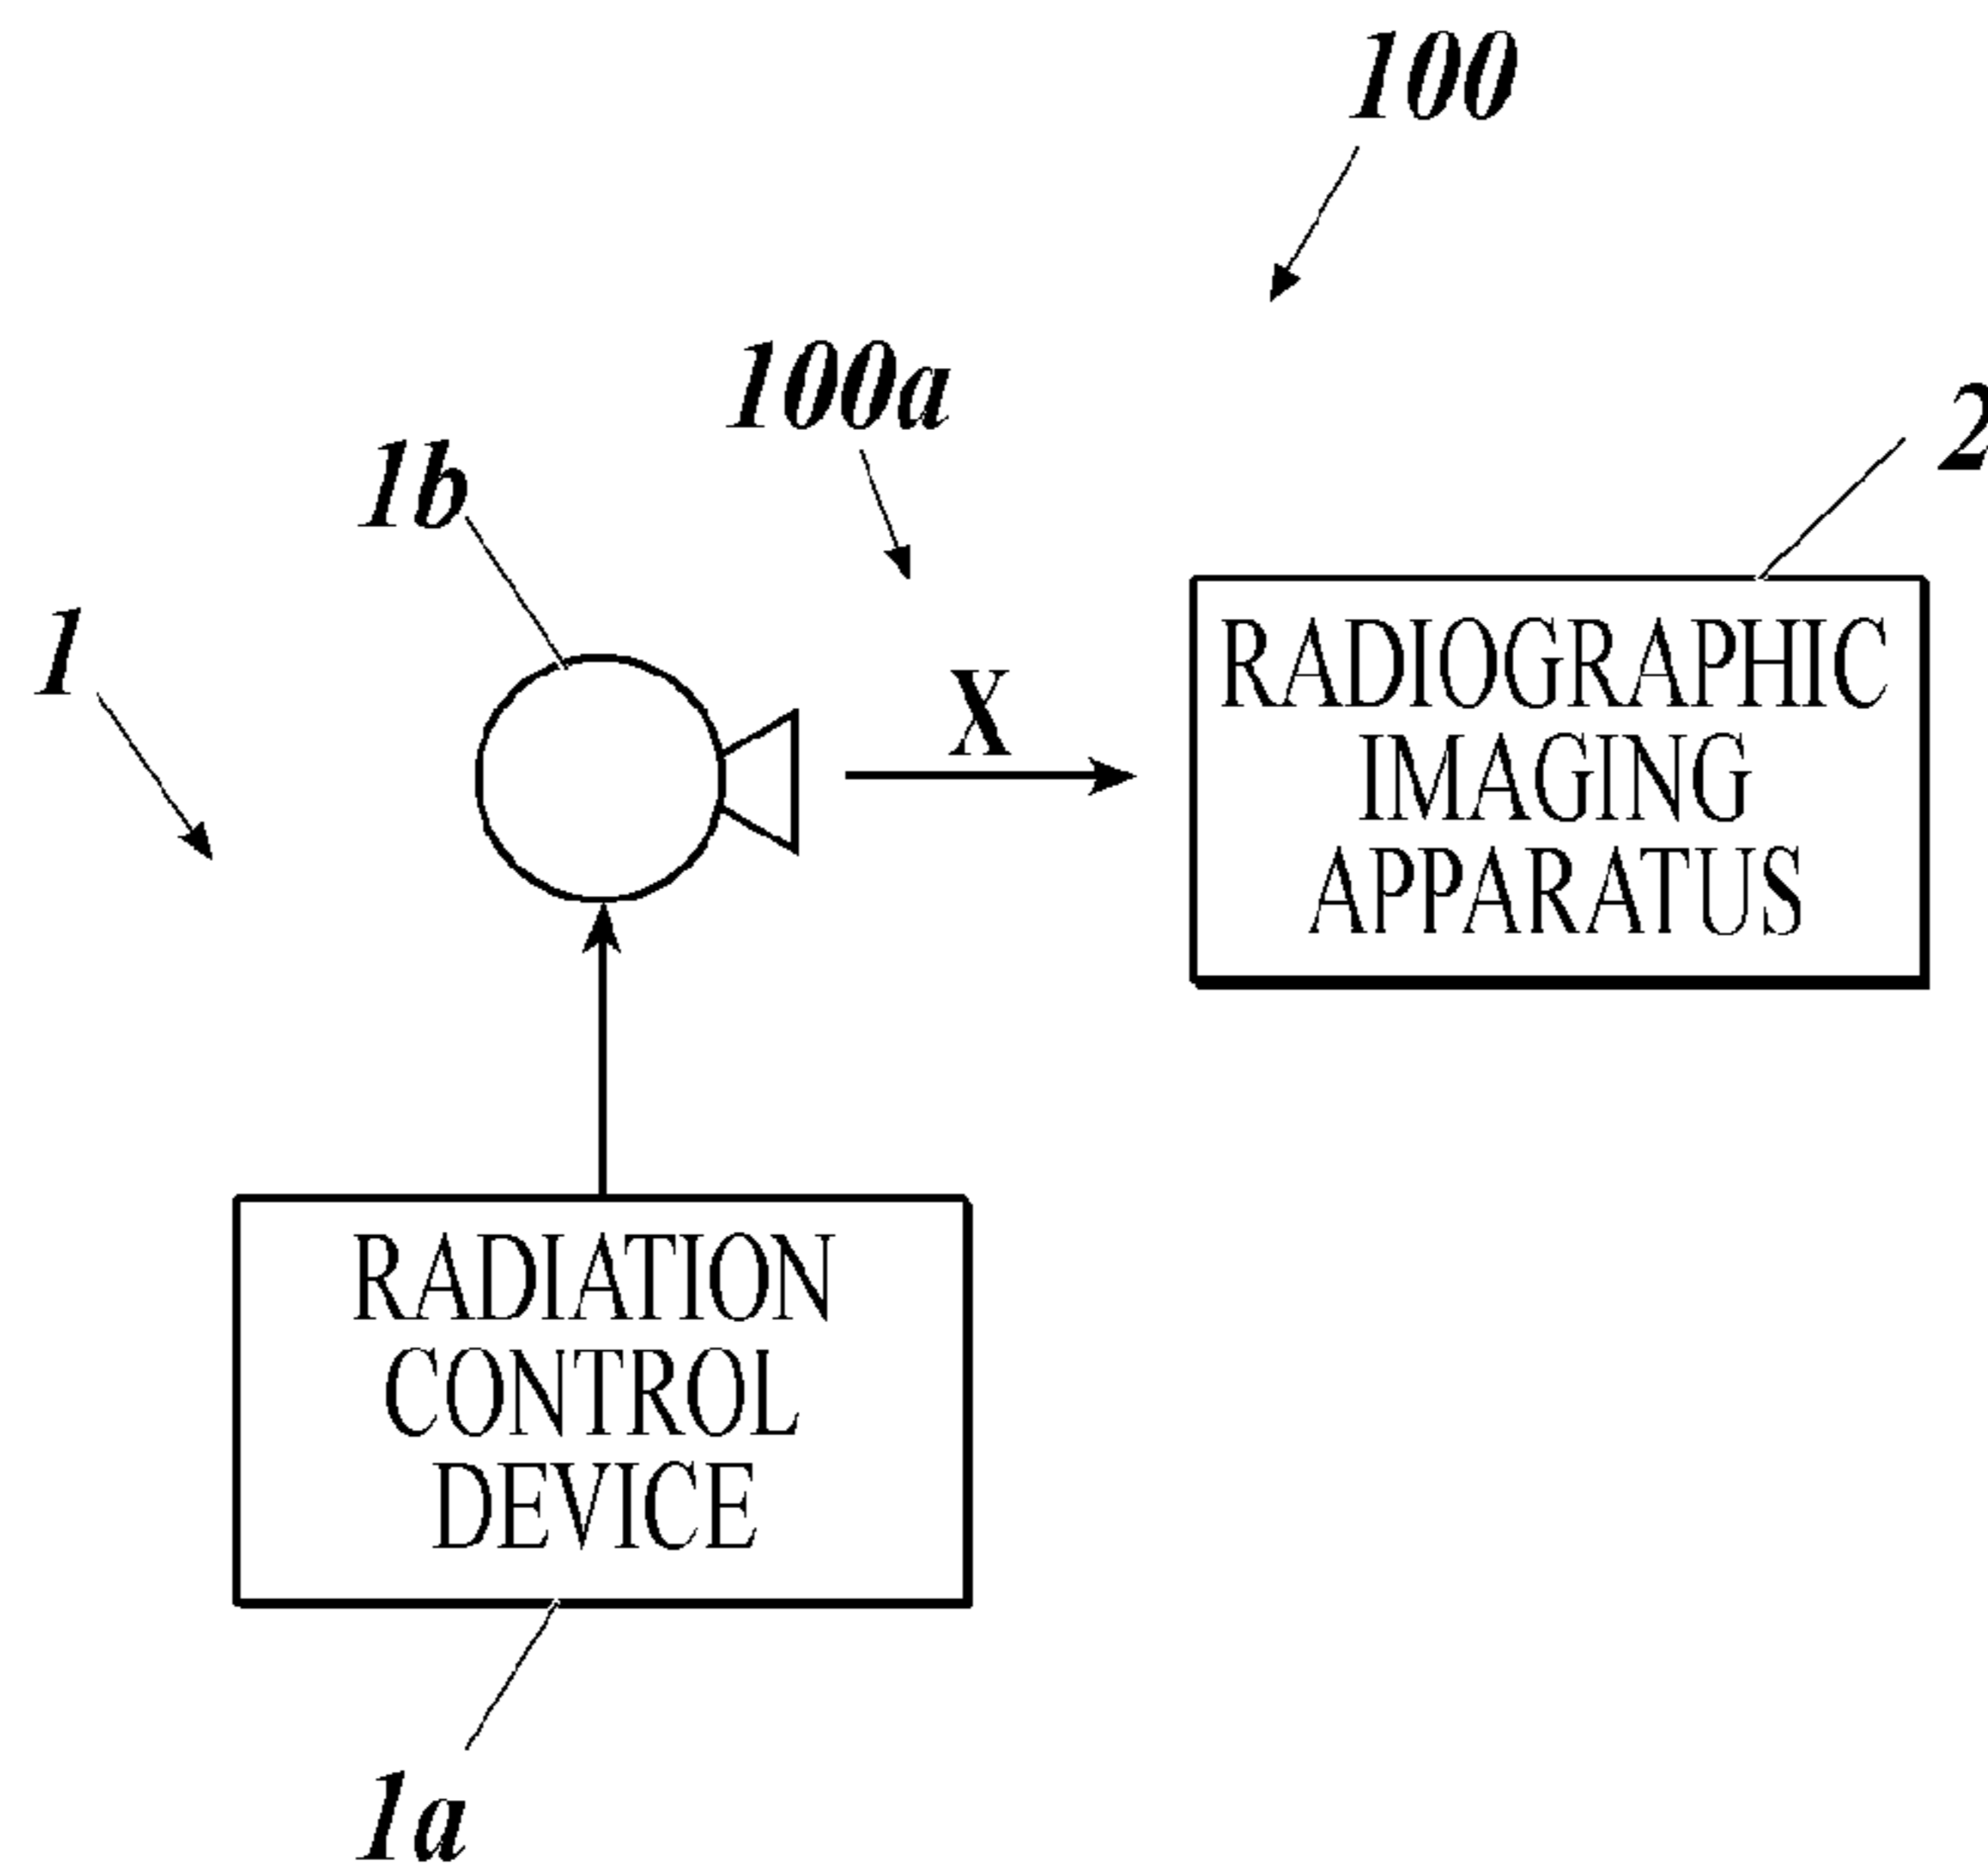 100
100a
2
1b
1
X
RADIOGRAPHIC
IMAGING
APPARATUS
RADIATION
CONTROL
DEVICE
1a